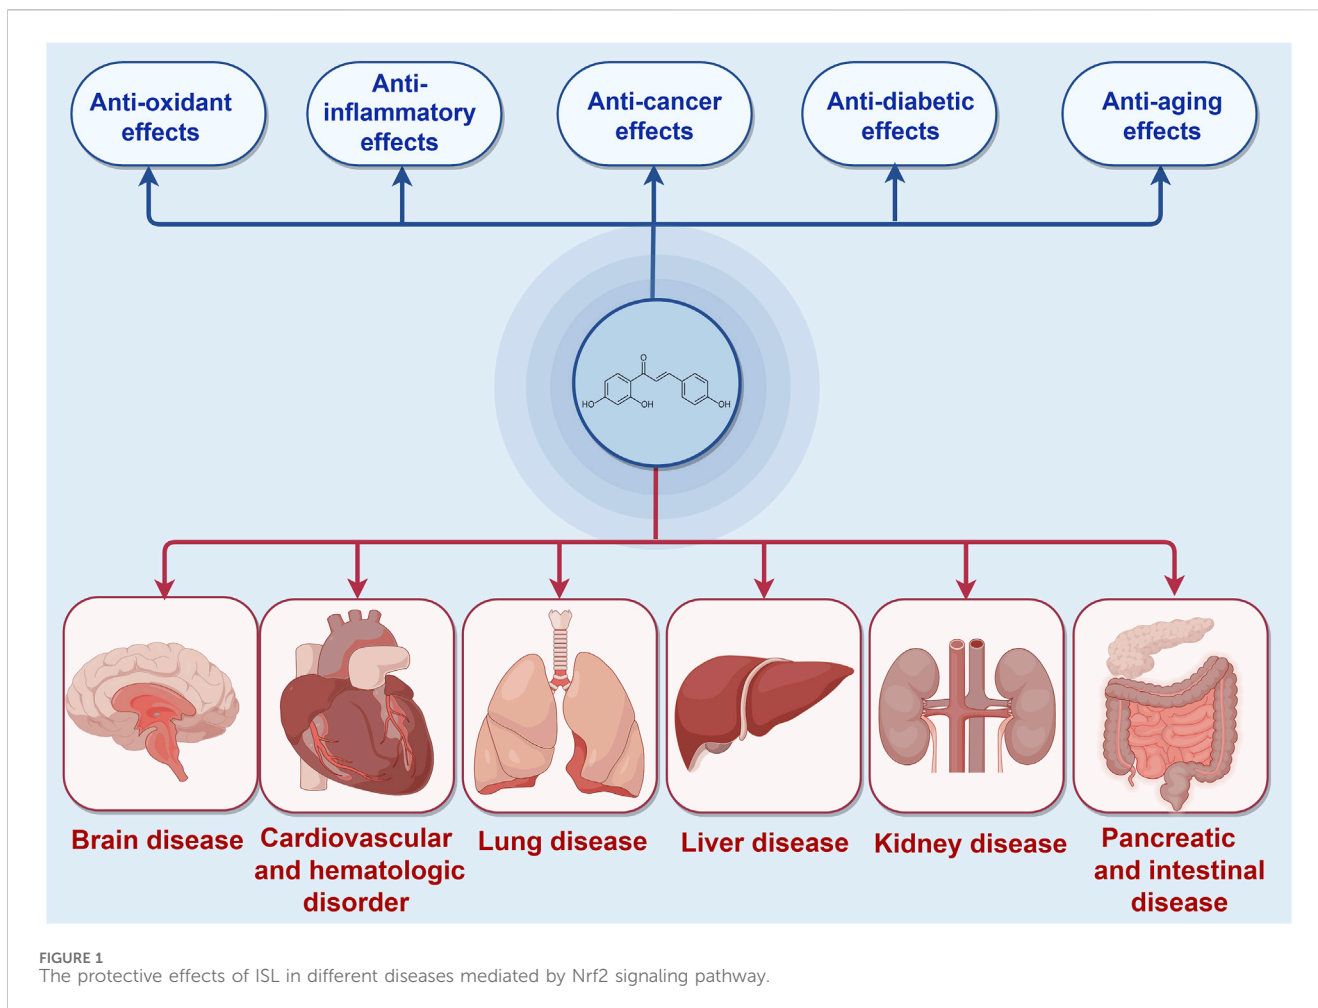 Anti-oxidant
effects
Anti-
inflammatory
effects
Anti-cancer
effects
Anti-diabetic
effects
Anti-aging
effects
O
HO
OH
OH
Brain disease
Cardiovascular
and hematologic
disorder
Lung disease
Liver disease
Kidney disease
Pancreatic
and intestinal
disease
FIGURE 1
The protective effects of ISL in different diseases mediated by Nrf2 signaling pathway.